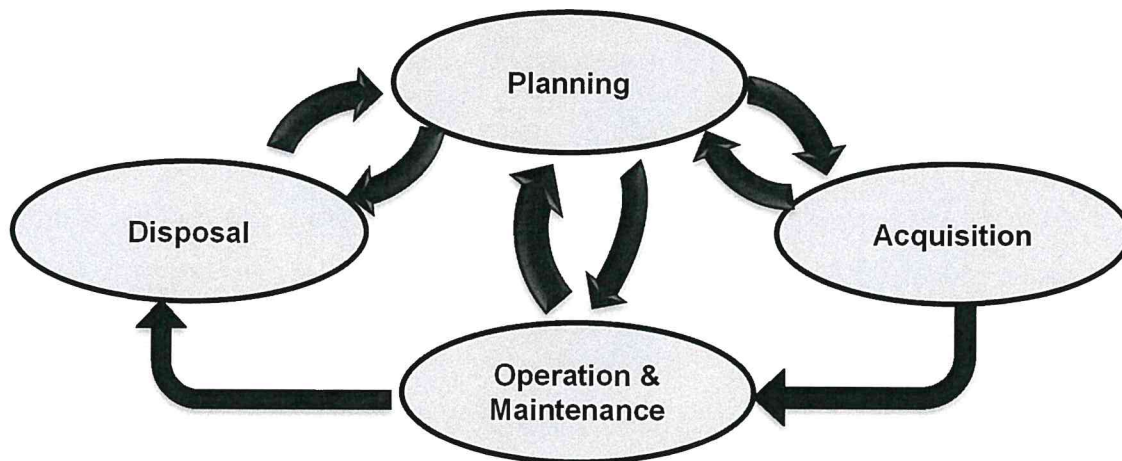 Planning
Disposal
Acquisition
Operation &
Maintenance